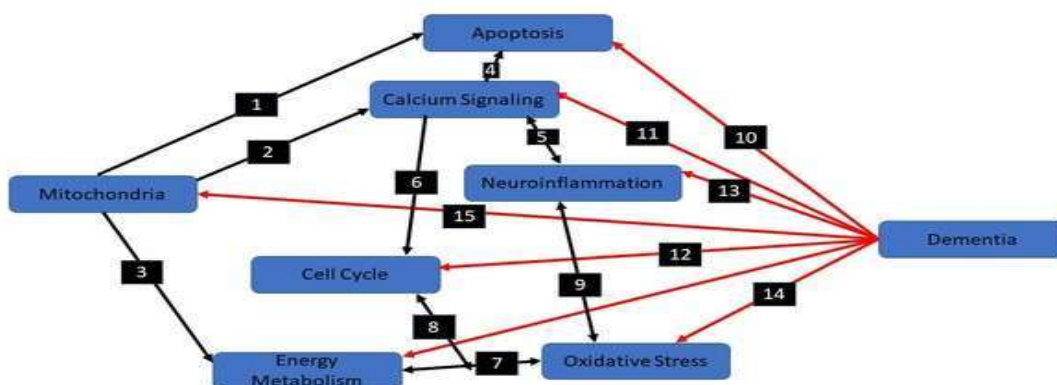 Apoptosis
4
1
Calcium Signaling
2
5
11
10
6
Neuroinflammation
13
Mitochondria
15
Dementia
12
3
Cell Cycle
9
14
8
7
Energy
Metabolism
Oxidative Stress